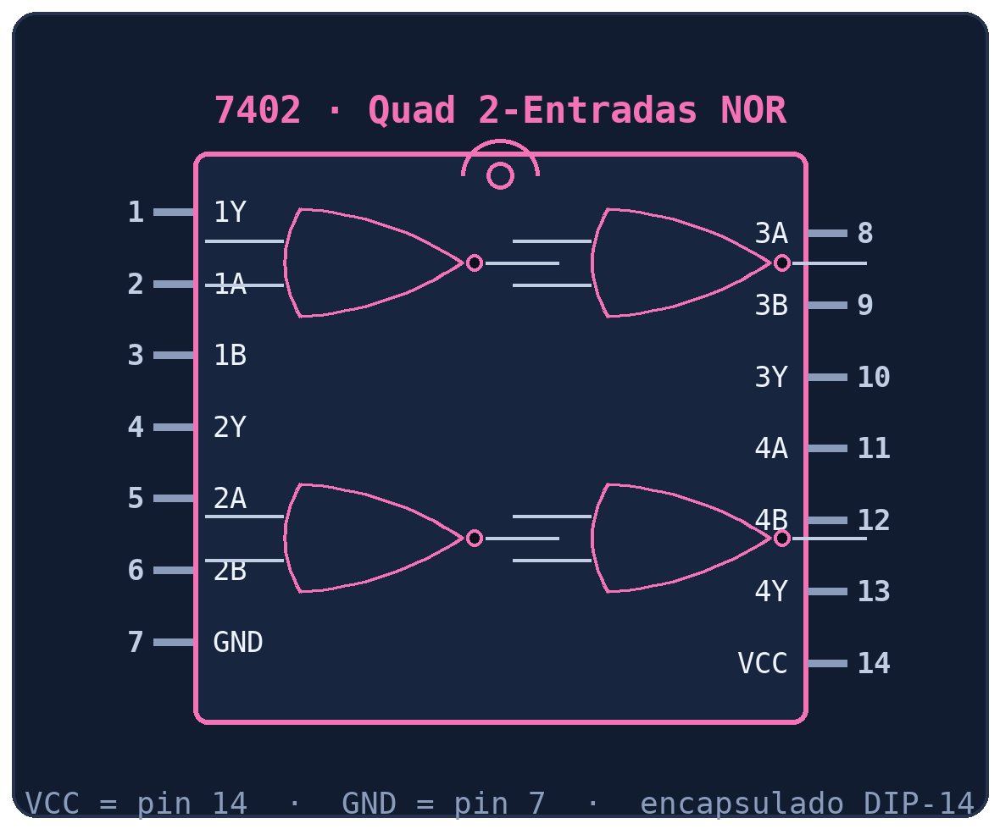 7402 · Quad 2-Entradas NOR
1 1Y
3A 8
2 1A
3B 9
3 1B
3Y 10
4 2Y
4A 11
5 2A
4B 12
6 2B
4Y 13
7 GND
VCC 14
VCC = pin 14 · GND = pin 7 · encapsulado DIP-14